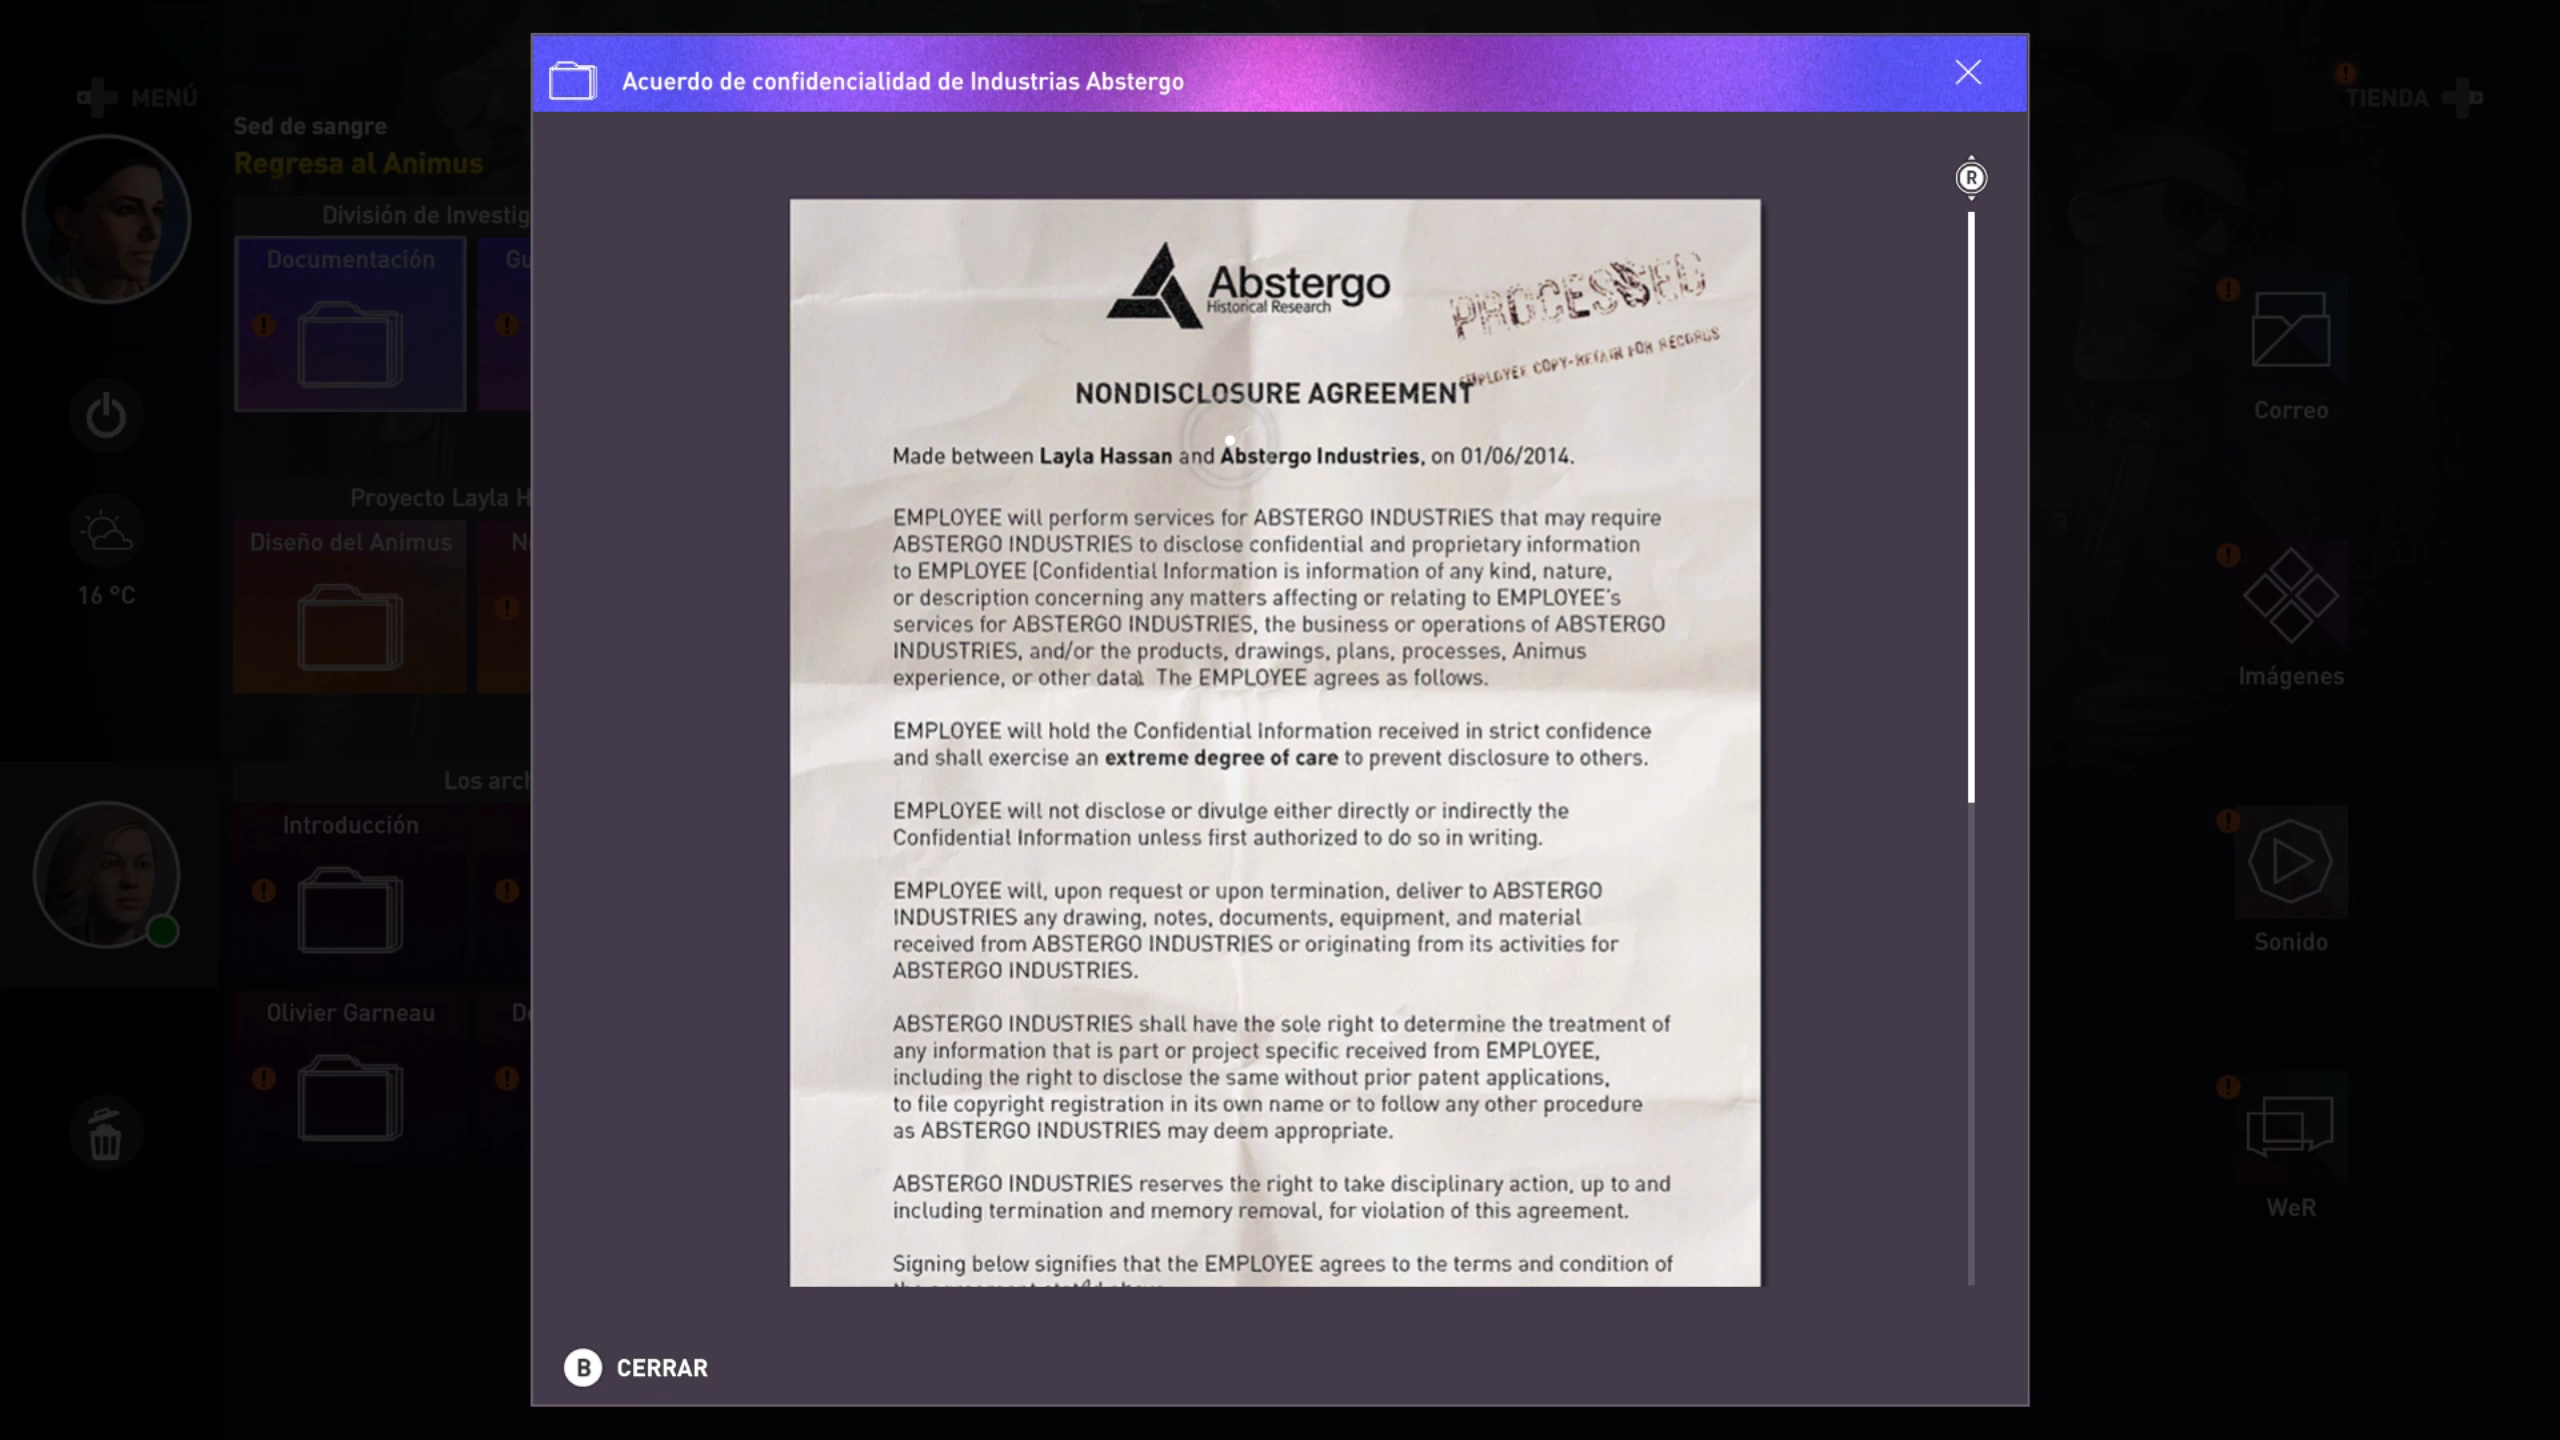 Acuerdo de confidencialidad de Industrias Abstergo
MENÚ
TIENDA
Sed de sangre
Regresa al Animus
División de Investig
Documentación
Gu
Proyecto Layla H
Diseño del Animus
N
16 °C
Los arch
Introducción
Olivier Garneau
D
R
Abstergo
Historical Research
PROCESSED
EMPLOYEE COPY-RETAIN FOR RECORDS
NONDISCLOSURE AGREEMENT
Made between Layla Hassan and Abstergo Industries, on 01/06/2014.
EMPLOYEE will perform services for ABSTERGO INDUSTRIES that may require
ABSTERGO INDUSTRIES to disclose confidential and proprietary information
to EMPLOYEE (Confidential Information is information of any kind, nature,
or description concerning any matters affecting or relating to EMPLOYEE's
services for ABSTERGO INDUSTRIES, the business or operations of ABSTERGO
INDUSTRIES, and/or the products, drawings, plans, processes, Animus
experience, or other data). The EMPLOYEE agrees as follows.
EMPLOYEE will hold the Confidential Information received in strict confidence
and shall exercise an extreme degree of care to prevent disclosure to others.
EMPLOYEE will not disclose or divulge either directly or indirectly the
Confidential Information unless first authorized to do so in writing.
EMPLOYEE will, upon request or upon termination, deliver to ABSTERGO
INDUSTRIES any drawing, notes, documents, equipment, and material
received from ABSTERGO INDUSTRIES or originating from its activities for
ABSTERGO INDUSTRIES.
ABSTERGO INDUSTRIES shall have the sole right to determine the treatment of
any information that is part or project specific received from EMPLOYEE,
including the right to disclose the same without prior patent applications,
to file copyright registration in its own name or to follow any other procedure
as ABSTERGO INDUSTRIES may deem appropriate.
ABSTERGO INDUSTRIES reserves the right to take disciplinary action, up to and
including termination and memory removal, for violation of this agreement.
Signing below signifies that the EMPLOYEE agrees to the terms and condition of
Correo
Imágenes
Sonido
WeR
B CERRAR